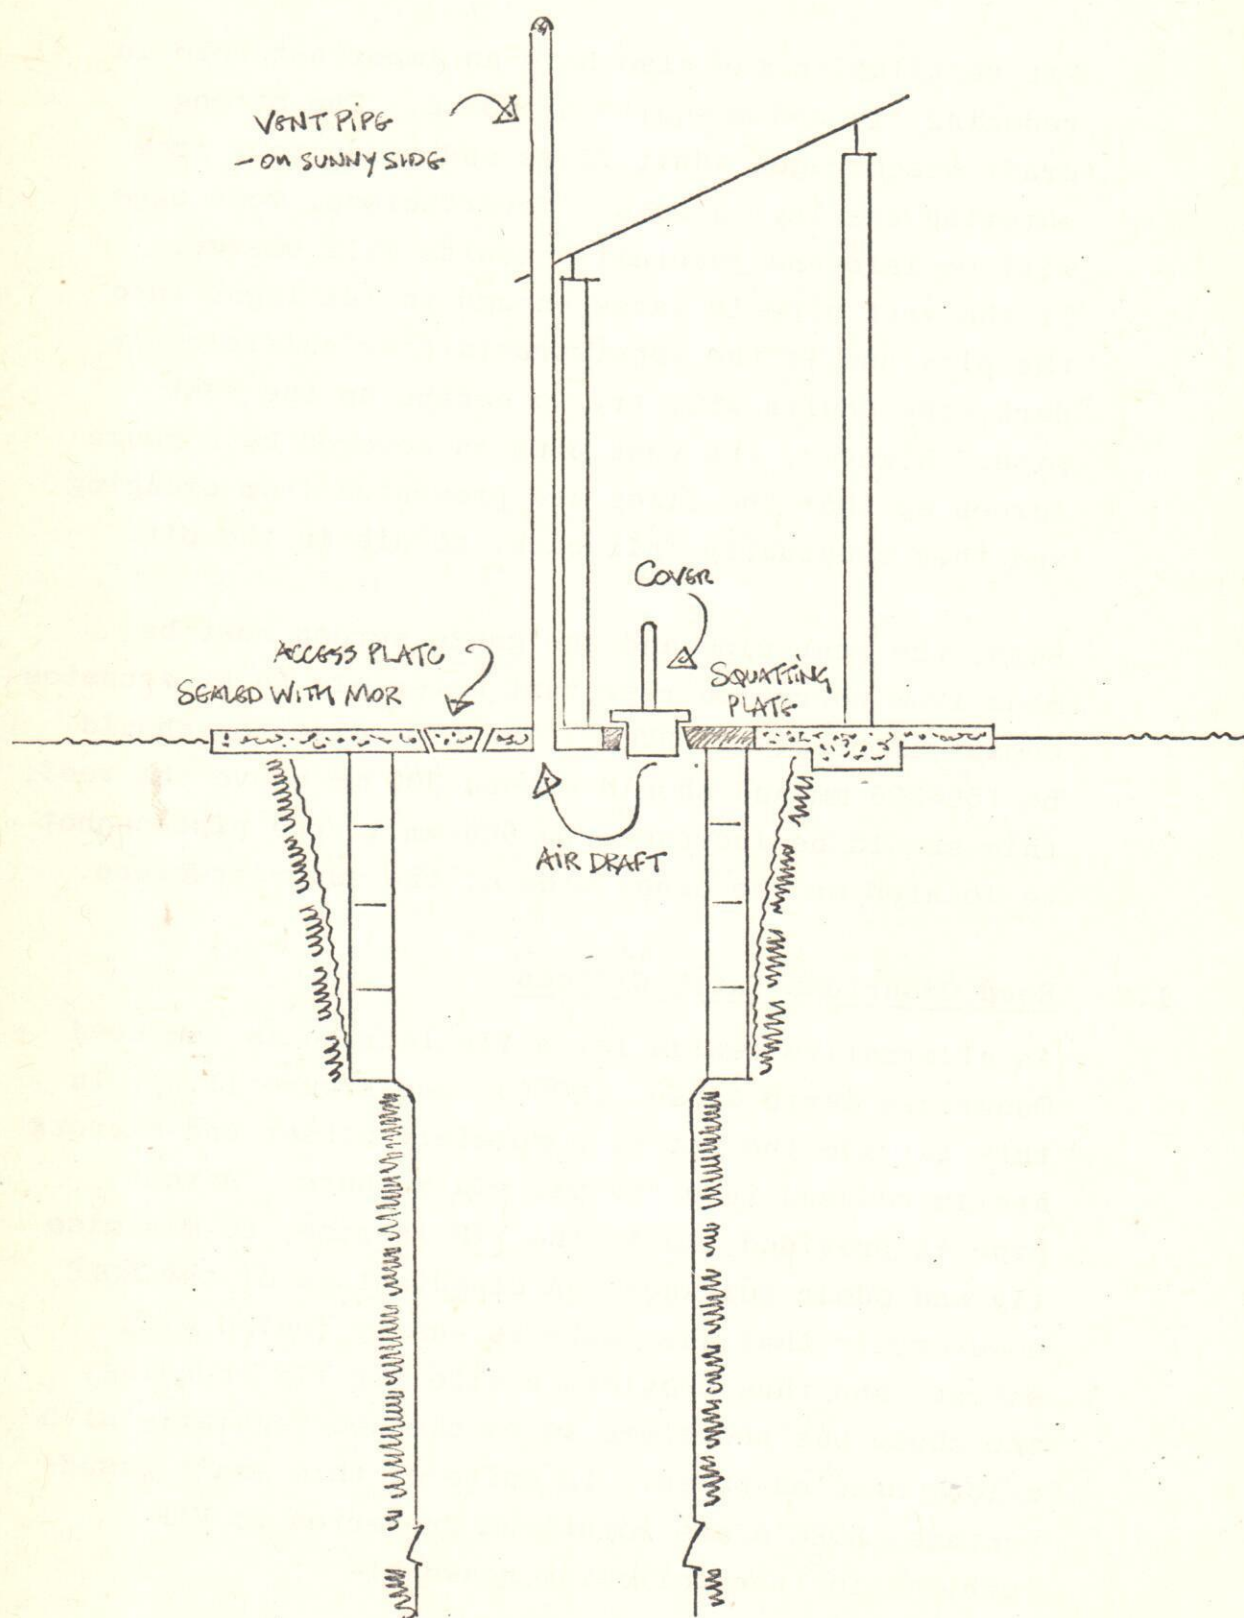 VENT PIPE
- ON SUNNY SIDE
COVER
ACCESS PLATE
SEALED WITH MOR
SQUATTING
PLATE
AIR DRAFT